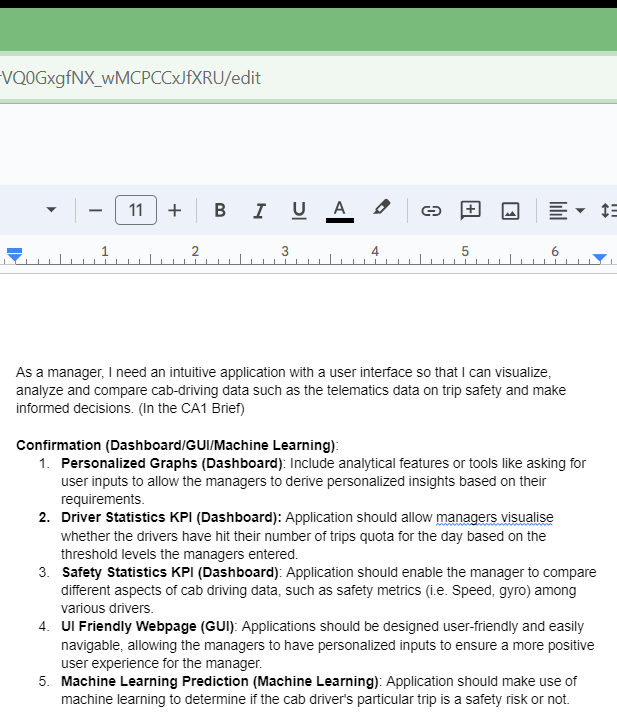 VQ0GxgfNX_wMCPCCxJfXRU/edit
11
B I U A
1 2 3 4 5 6
As a manager, I need an intuitive application with a user interface so that I can visualize,
analyze and compare cab-driving data such as the telematics data on trip safety and make
informed decisions. (In the CA1 Brief)
Confirmation (Dashboard/GUI/Machine Learning):
1. Personalized Graphs (Dashboard): Include analytical features or tools like asking for
user inputs to allow the managers to derive personalized insights based on their
requirements.
2. Driver Statistics KPI (Dashboard): Application should allow managers visualise
whether the drivers have hit their number of trips quota for the day based on the
threshold levels the managers entered.
3. Safety Statistics KPI (Dashboard): Application should enable the manager to compare
different aspects of cab driving data, such as safety metrics (i.e. Speed, gyro) among
various drivers.
4. UI Friendly Webpage (GUI): Applications should be designed user-friendly and easily
navigable, allowing the managers to have personalized inputs to ensure a more positive
user experience for the manager.
5. Machine Learning Prediction (Machine Learning): Application should make use of
machine learning to determine if the cab driver's particular trip is a safety risk or not.